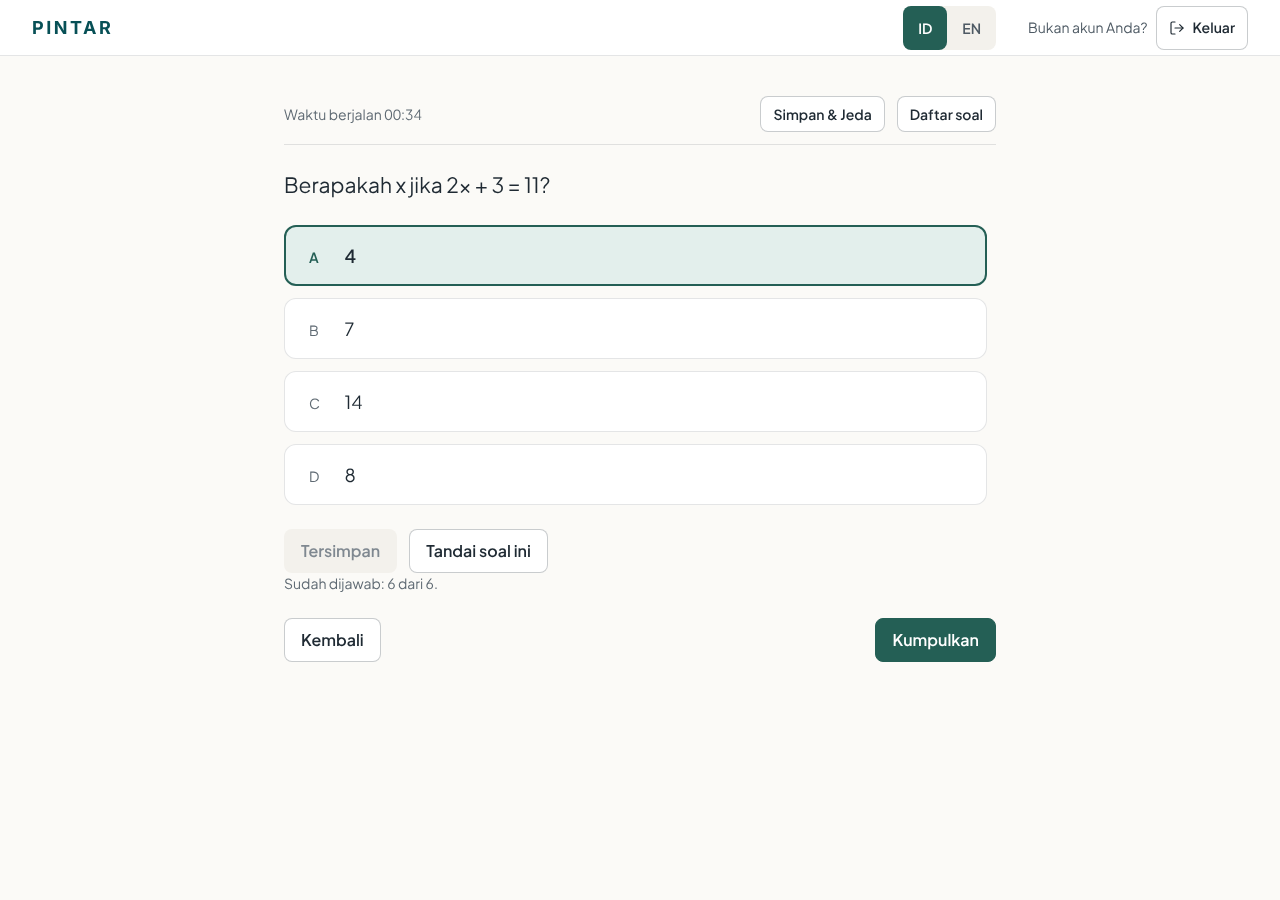 PINTAR
ID EN Bukan akun Anda? Keluar
Waktu berjalan 00:34 Simpan & Jeda Daftar soal
Berapakah x jika 2× + 3 = 11?
A 4
B 7
C 14
D 8
Tersimpan Tandai soal ini
Sudah dijawab: 6 dari 6.
Kembali Kumpulkan